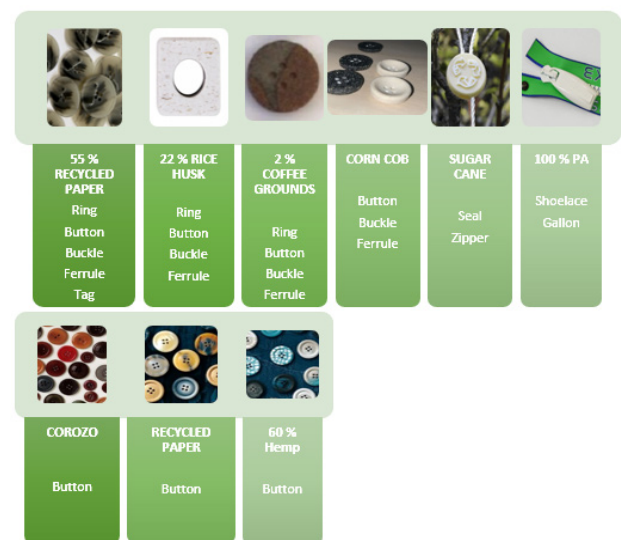 55 %
RECYCLED
PAPER
Ring
Button
Buckle
Ferrule
Tag
22 % RICE
HUSK
Ring
Button
Buckle
Ferrule
2 %
COFFEE
GROUNDS
Ring
Button
Buckle
Ferrule
CORN COB
Button
Buckle
Ferrule
SUGAR
CANE
Seal
Zipper
100 % PA
Shoelace
Gallon
COROZO
Button
RECYCLED
PAPER
Button
60 %
Hemp
Button